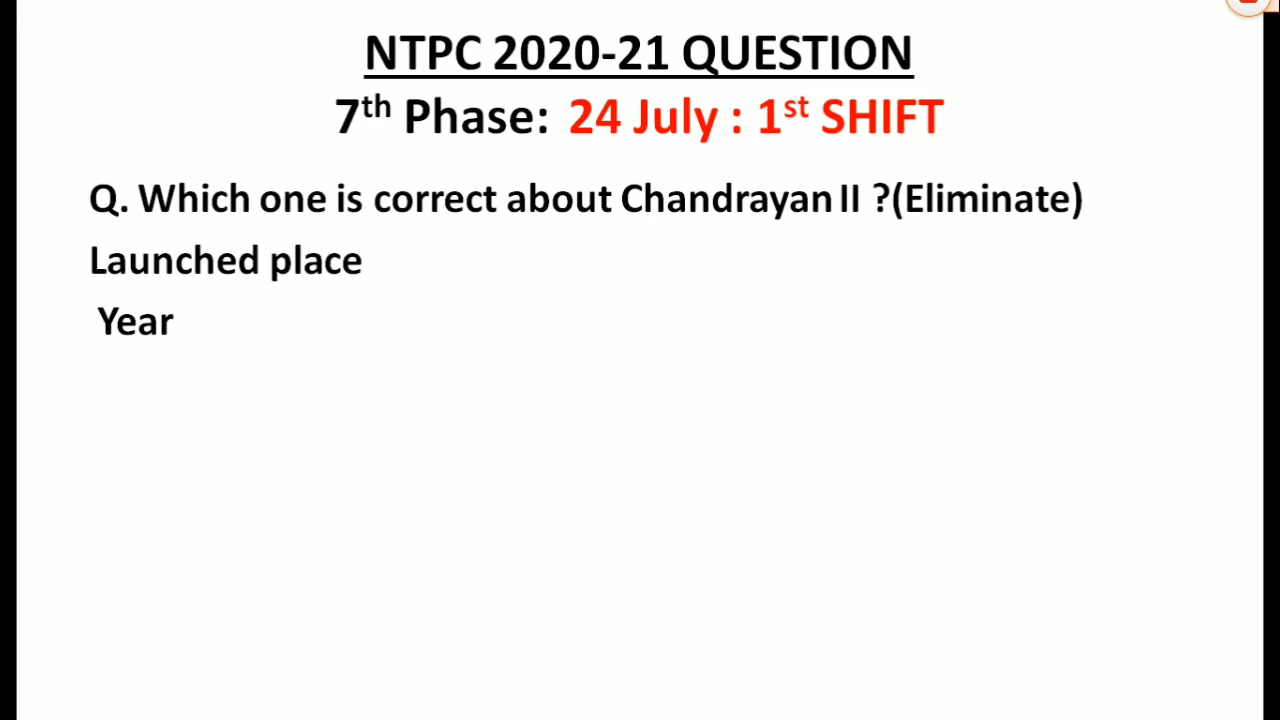 NTPC 2020-21 QUESTION
7th Phase: 24 July : 1st SHIFT
Q. Which one is correct about Chandrayan II ?(Eliminate)
Launched place
Year